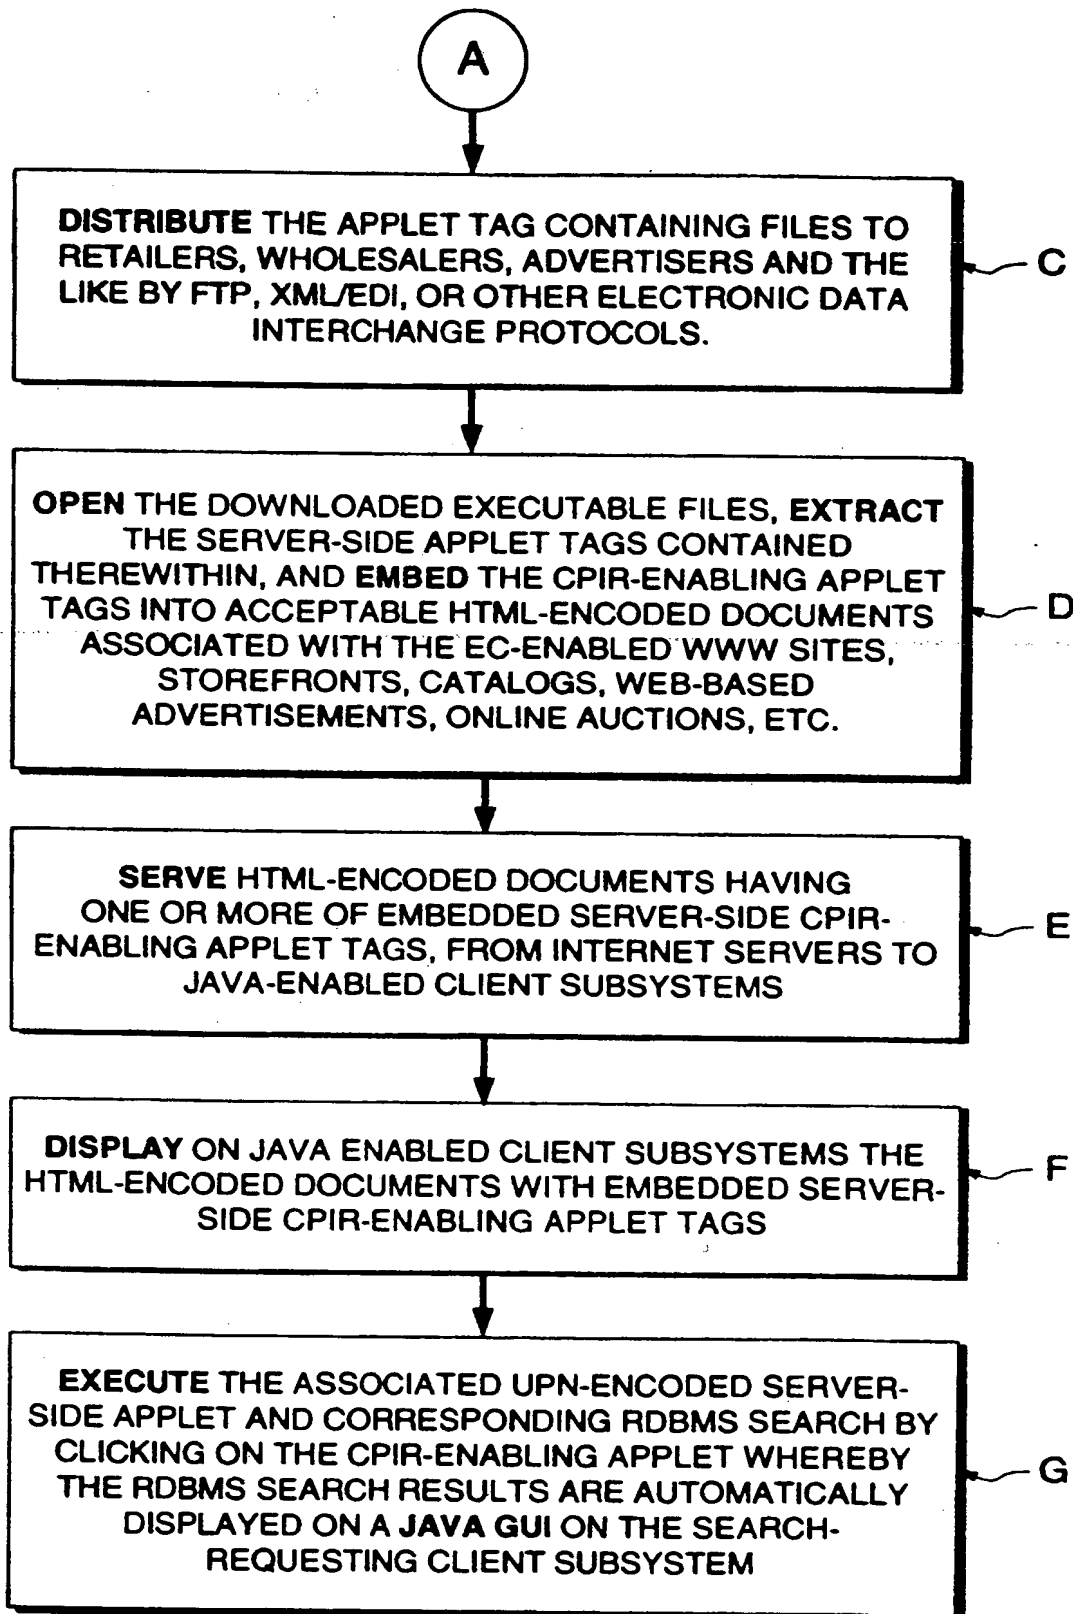 A
DISTRIBUTE THE APPLET TAG CONTAINING FILES TO
RETAILERS, WHOLESALERS, ADVERTISERS AND THE
LIKE BY FTP, XML/EDI, OR OTHER ELECTRONIC DATA
INTERCHANGE PROTOCOLS.
C
OPEN THE DOWNLOADED EXECUTABLE FILES, EXTRACT
THE SERVER-SIDE APPLET TAGS CONTAINED
THEREWITHIN, AND EMBED THE CPIR-ENABLING APPLET
TAGS INTO ACCEPTABLE HTML-ENCODED DOCUMENTS
ASSOCIATED WITH THE EC-ENABLED WWW SITES,
STOREFRONTS, CATALOGS, WEB-BASED
ADVERTISEMENTS, ONLINE AUCTIONS, ETC.
D
SERVE HTML-ENCODED DOCUMENTS HAVING
ONE OR MORE OF EMBEDDED SERVER-SIDE CPIR-
ENABLING APPLET TAGS, FROM INTERNET SERVERS TO
JAVA-ENABLED CLIENT SUBSYSTEMS
E
DISPLAY ON JAVA ENABLED CLIENT SUBSYSTEMS THE
HTML-ENCODED DOCUMENTS WITH EMBEDDED SERVER-
SIDE CPIR-ENABLING APPLET TAGS
F
EXECUTE THE ASSOCIATED UPN-ENCODED SERVER-
SIDE APPLET AND CORRESPONDING RDBMS SEARCH BY
CLICKING ON THE CPIR-ENABLING APPLET WHEREBY
THE RDBMS SEARCH RESULTS ARE AUTOMATICALLY
DISPLAYED ON A JAVA GUI ON THE SEARCH-
REQUESTING CLIENT SUBSYSTEM
G